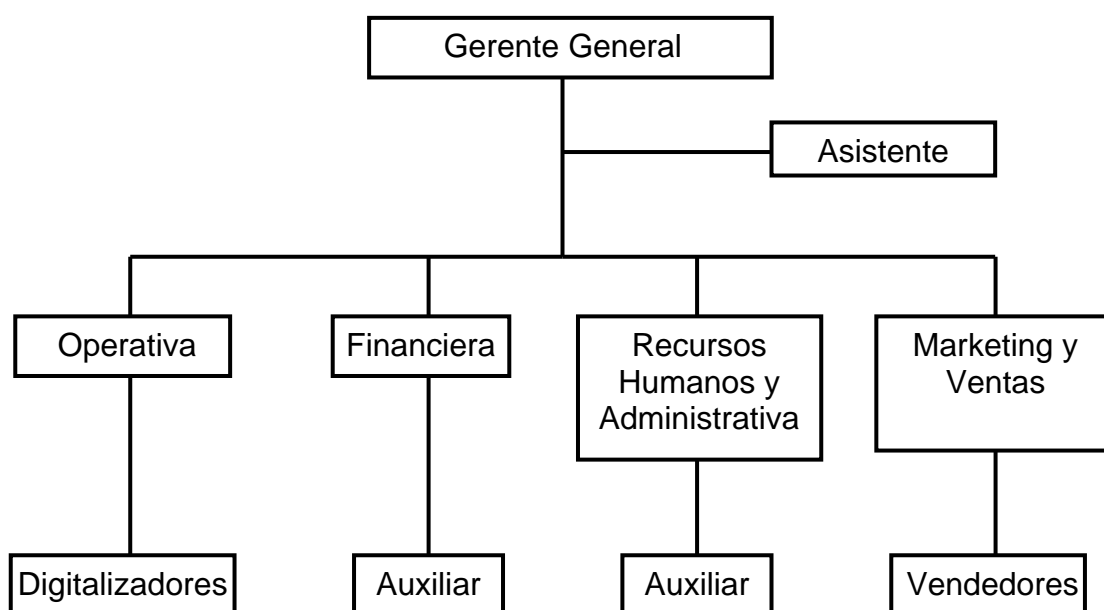 Gerente General
Asistente
Operativa
Financiera
Recursos
Humanos y
Administrativa
Marketing y
Ventas
Digitalizadores
Auxiliar
Auxiliar
Vendedores